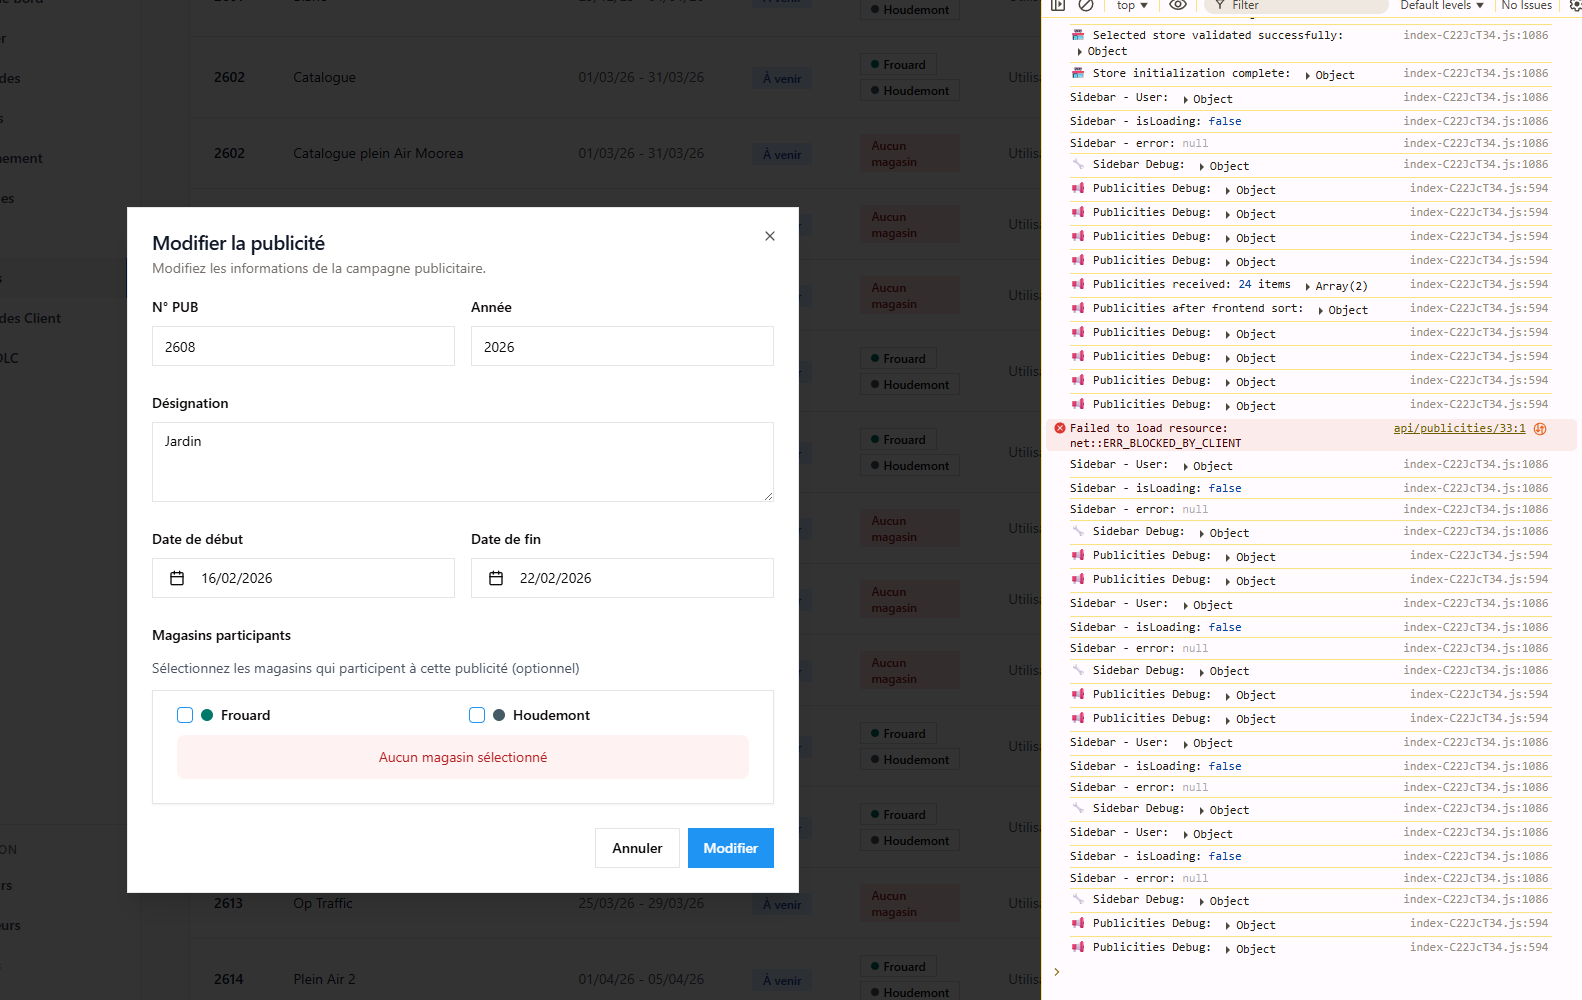 er
des
s
nement
es
s
des Client
DLC
ON
rs
eurs
Houdemont
2602 Catalogue 01/03/26 - 31/03/26 À venir Frouard Utilis
Houdemont
2602 Catalogue plein Air Moorea 01/03/26 - 31/03/26 À venir Aucun magasin Utilis
Aucun
magasin
Utilis
Aucun
magasin
Utilis
Frouard
Utilis
Houdemont
Frouard
Utilis
Houdemont
Aucun
magasin
Utilis
Aucun
magasin
Utilis
Aucun
magasin
Utilis
Frouard
Utilis
Houdemont
Frouard
Utilis
Houdemont
2613 Op Traffic 25/03/26 - 29/03/26 À venir Aucun magasin Utilis
2614 Plein Air 2 01/04/26 - 05/04/26 À venir Frouard Utilis
Houdemont
Modifier la publicité
Modifiez les informations de la campagne publicitaire.
N° PUB Année
2608 2026
Désignation
Jardin
Date de début Date de fin
16/02/2026 22/02/2026
Magasins participants
Sélectionnez les magasins qui participent à cette publicité (optionnel)
Frouard Houdemont
Aucun magasin sélectionné
Annuler Modifier
top Filter Default levels No Issues
Selected store validated successfully: index-C22JcT34.js:1086
Object
Store initialization complete: Object index-C22JcT34.js:1086
Sidebar - User: Object index-C22JcT34.js:1086
Sidebar - isLoading: false index-C22JcT34.js:1086
Sidebar - error: null index-C22JcT34.js:1086
Sidebar Debug: Object index-C22JcT34.js:1086
Publicities Debug: Object index-C22JcT34.js:594
Publicities Debug: Object index-C22JcT34.js:594
Publicities Debug: Object index-C22JcT34.js:594
Publicities Debug: Object index-C22JcT34.js:594
Publicities received: 24 items Array(2) index-C22JcT34.js:594
Publicities after frontend sort: Object index-C22JcT34.js:594
Publicities Debug: Object index-C22JcT34.js:594
Publicities Debug: Object index-C22JcT34.js:594
Publicities Debug: Object index-C22JcT34.js:594
Publicities Debug: Object index-C22JcT34.js:594
Failed to load resource: api/publicities/33:1
net::ERR_BLOCKED_BY_CLIENT
Sidebar - User: Object index-C22JcT34.js:1086
Sidebar - isLoading: false index-C22JcT34.js:1086
Sidebar - error: null index-C22JcT34.js:1086
Sidebar Debug: Object index-C22JcT34.js:1086
Publicities Debug: Object index-C22JcT34.js:594
Publicities Debug: Object index-C22JcT34.js:594
Sidebar - User: Object index-C22JcT34.js:1086
Sidebar - isLoading: false index-C22JcT34.js:1086
Sidebar - error: null index-C22JcT34.js:1086
Sidebar Debug: Object index-C22JcT34.js:1086
Publicities Debug: Object index-C22JcT34.js:594
Publicities Debug: Object index-C22JcT34.js:594
Sidebar - User: Object index-C22JcT34.js:1086
Sidebar - isLoading: false index-C22JcT34.js:1086
Sidebar - error: null index-C22JcT34.js:1086
Sidebar Debug: Object index-C22JcT34.js:1086
Sidebar - User: Object index-C22JcT34.js:1086
Sidebar - isLoading: false index-C22JcT34.js:1086
Sidebar - error: null index-C22JcT34.js:1086
Sidebar Debug: Object index-C22JcT34.js:1086
Publicities Debug: Object index-C22JcT34.js:594
Publicities Debug: Object index-C22JcT34.js:594